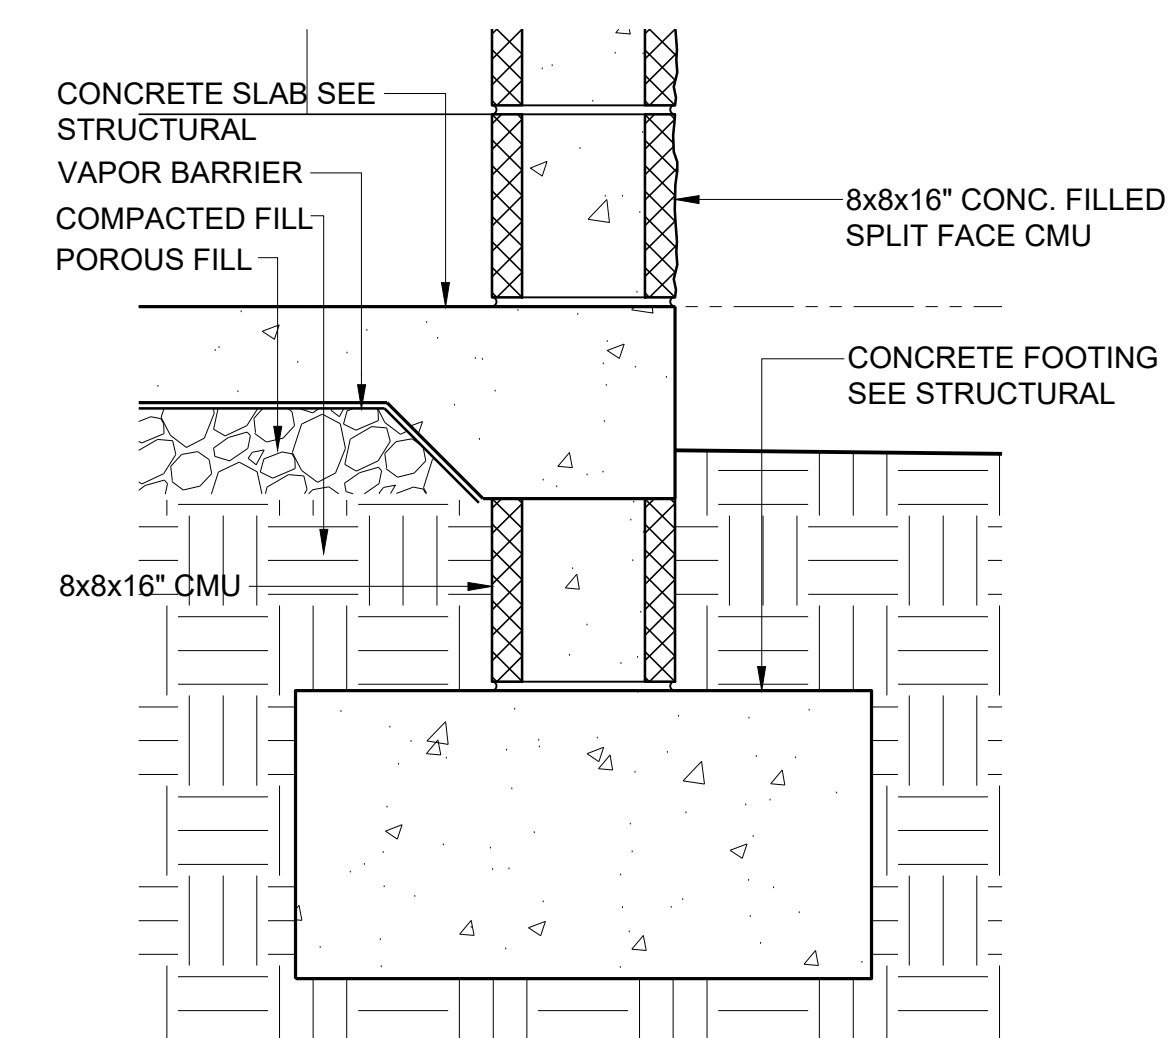 CONCRETE SLAB SEE
STRUCTURAL
VAPOR BARRIER
COMPACTED FILL
POROUS FILL
8x8x16" CONC. FILLED
SPLIT FACE CMU
CONCRETE FOOTING
SEE STRUCTURAL
8x8x16" CMU